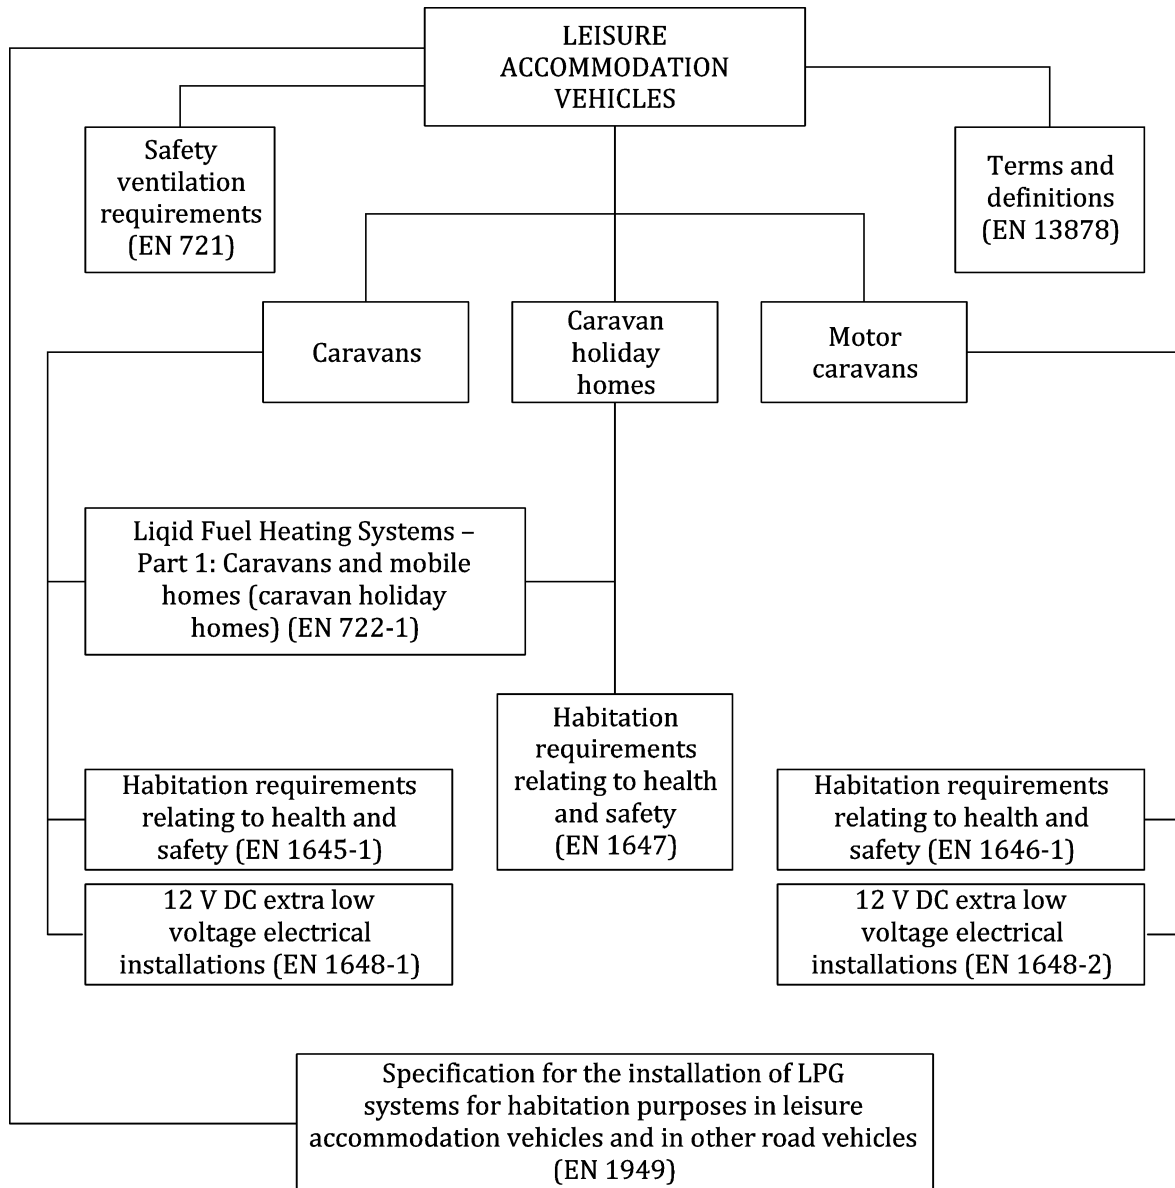 LEISURE
ACCOMMODATION
VEHICLES
Safety
ventilation
requirements
(EN 721)
Terms and
definitions
(EN 13878)
Caravans
Caravan
holiday
homes
Motor
caravans
Liqid Fuel Heating Systems –
Part 1: Caravans and mobile
homes (caravan holiday
homes) (EN 722-1)
Habitation
requirements
relating to health
and safety
(EN 1647)
Habitation requirements
relating to health and
safety (EN 1645-1)
Habitation requirements
relating to health and
safety (EN 1646-1)
12 V DC extra low
voltage electrical
installations (EN 1648-1)
12 V DC extra low
voltage electrical
installations (EN 1648-2)
Specification for the installation of LPG
systems for habitation purposes in leisure
accommodation vehicles and in other road vehicles
(EN 1949)